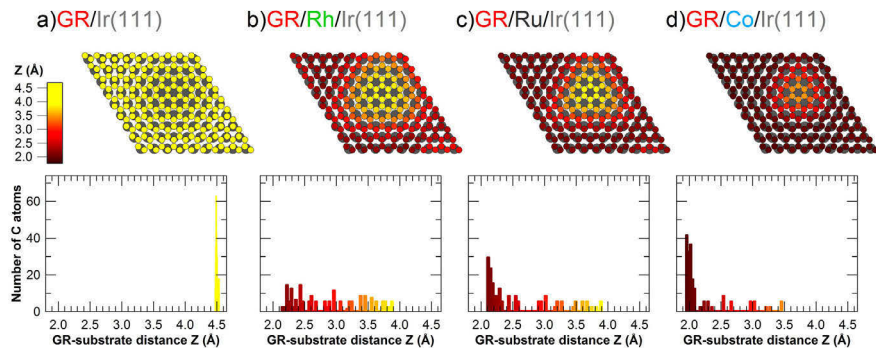 a)GR/Ir(111) b)GR/Rh/Ir(111) c)GR/Ru/Ir(111) d)GR/Co/Ir(111)
Z (Å)
4.5
4.0
3.5
3.0
2.5
2.0
Number of C atoms
60
40
20
0
2.0 2.5 3.0 3.5 4.0 4.5 2.0 2.5 3.0 3.5 4.0 4.5 2.0 2.5 3.0 3.5 4.0 4.5 2.0 2.5 3.0 3.5 4.0 4.5
GR-substrate distance Z (Å) GR-substrate distance Z (Å) GR-substrate distance Z (Å) GR-substrate distance Z (Å)